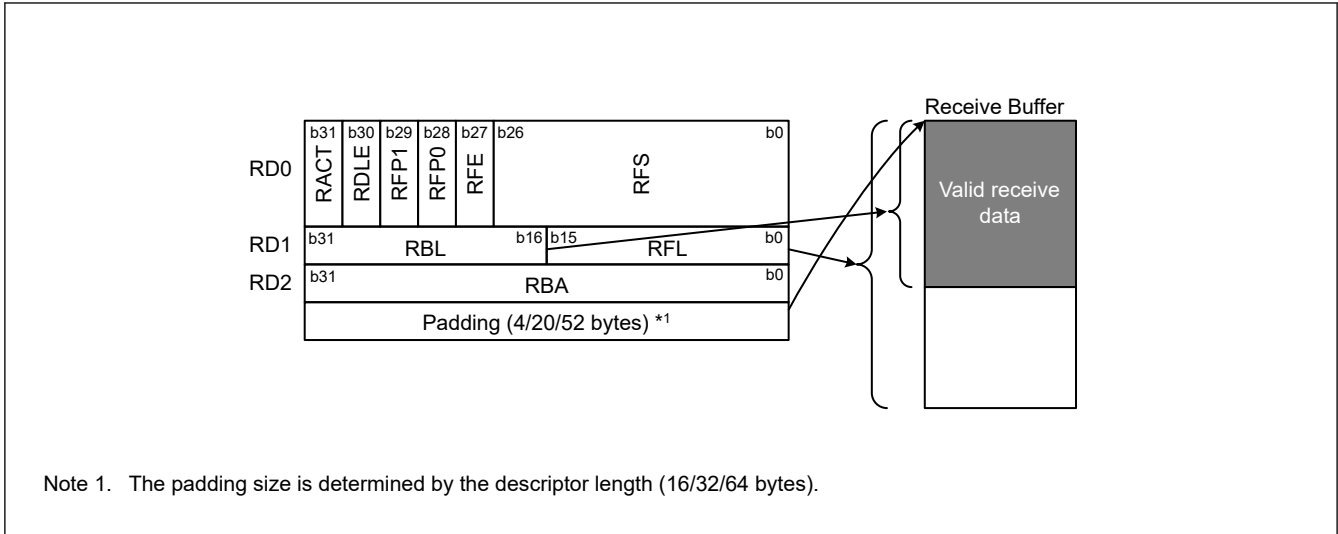 Receive Buffer
b31 b30 b29 b28 b27 b26 b0
RD0 RACT RDLE RFP1 RFP0 RFE RFS
Valid receive
data
RD1 b31 RBL b16 b15 RFL b0
RD2 b31 RBA b0
Padding (4/20/52 bytes) *1
Note 1. The padding size is determined by the descriptor length (16/32/64 bytes).